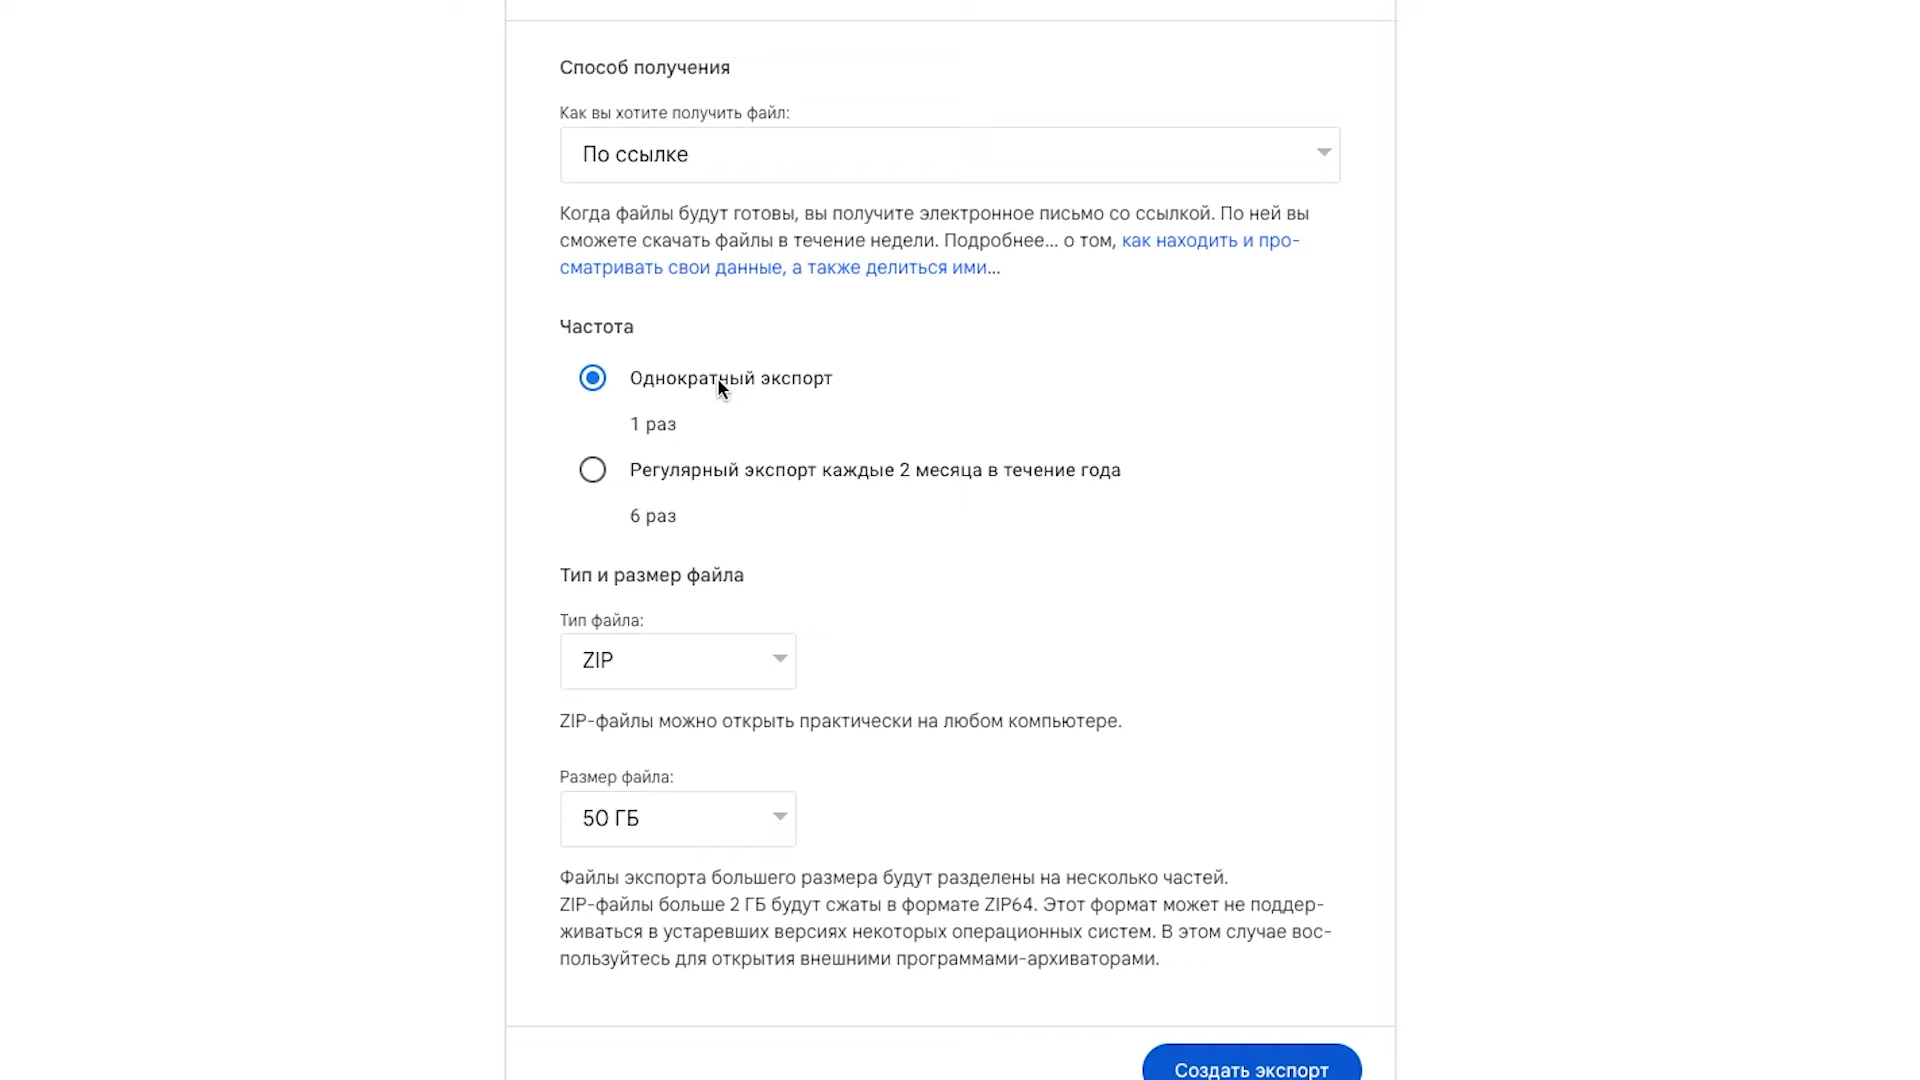 Способ получения
Как вы хотите получить файл:
По ссылке
Когда файлы будут готовы, вы получите электронное письмо со ссылкой. По ней вы
сможете скачать файлы в течение недели. Подробнее... о том, как находить и про-
сматривать свои данные, а также делиться ими...
Частота
Однократный экспорт
1 раз
Регулярный экспорт каждые 2 месяца в течение года
6 раз
Тип и размер файла
Тип файла:
ZIP
ZIP-файлы можно открыть практически на любом компьютере.
Размер файла:
50 ГБ
Файлы экспорта большего размера будут разделены на несколько частей.
ZIP-файлы больше 2 ГБ будут сжаты в формате ZIP64. Этот формат может не поддер-
живаться в устаревших версиях некоторых операционных систем. В этом случае вос-
пользуйтесь для открытия внешними программами-архиваторами.
Создать экспорт